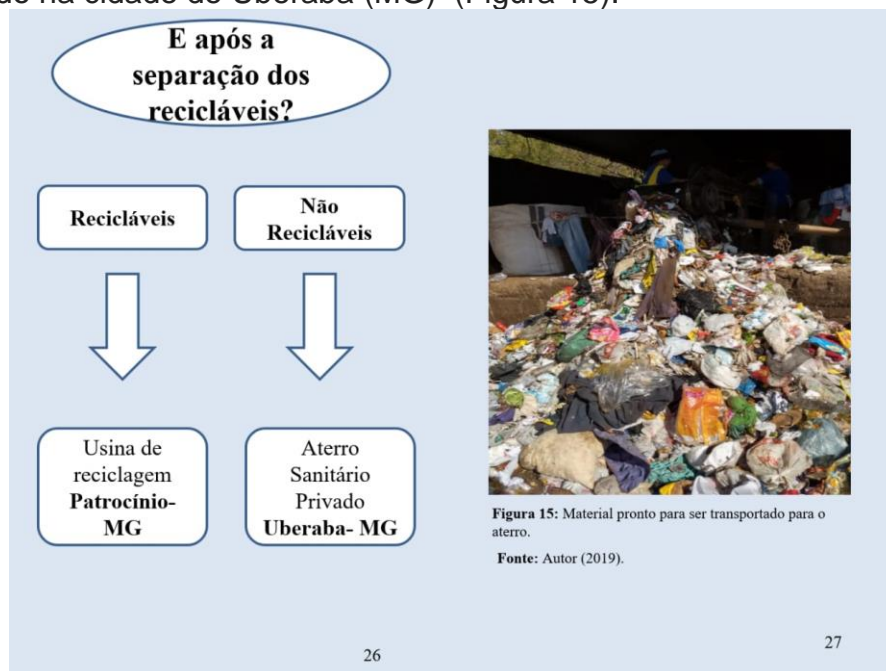 E após a
separação dos
recicláveis?
Recicláveis
Não
Recicláveis
Usina de
reciclagem
Patrocínio-
MG
Aterro
Sanitário
Privado
Uberaba- MG
Figura 15: Material pronto para ser transportado para o
aterro.
Fonte: Autor (2019).
26
27